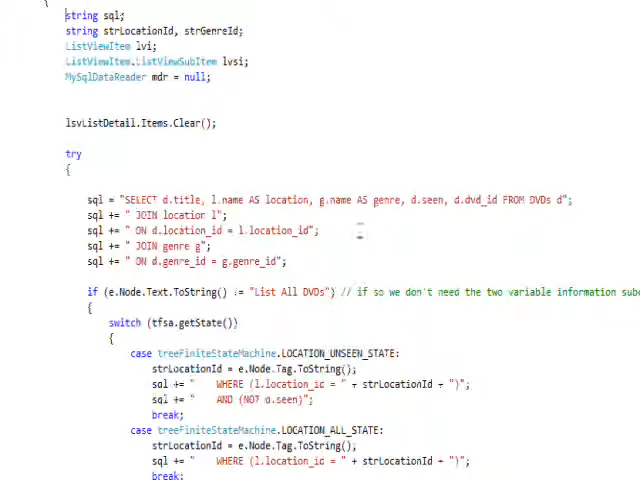 {
string sql;
string strLocationId, strGenreId;
ListViewItem lvi;
ListViewItem.ListViewSubItem lvsi;
MySqlDataReader mdr = null;
lsvListDetail.Items.Clear();
try
{
sql = "SELECT d.title, l.name AS location, g.name AS genre, d.seen, d.dvd_id FROM DVDs d";
sql += " JOIN location l";
sql += " ON d.location_id = l.location_id";
sql += " JOIN genre g";
sql += " ON d.genre_id = g.genre_id";
if (e.Node.Text.ToString() != "List All DVDs") // if so we don't need the two variable information
{
switch (tfsa.getState())
{
case treeFiniteStateMachine.LOCATION_UNSEEN_STATE:
strLocationId = e.Node.Tag.ToString();
sql += " WHERE (l.location_id = " + strLocationId + ")";
sql += " AND (NOT d.seen)";
break;
case treeFiniteStateMachine.LOCATION_ALL_STATE:
strLocationId = e.Node.Tag.ToString();
sql += " WHERE (l.location_id = " + strLocationId + ")";
break;